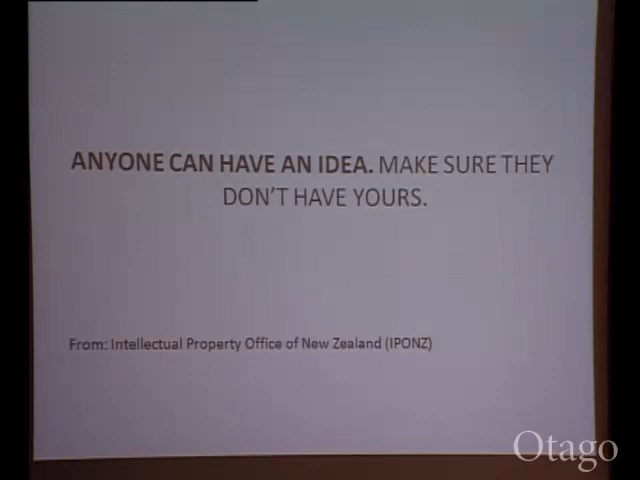 ANYONE CAN HAVE AN IDEA. MAKE SURE THEY
DON'T HAVE YOURS.
From: Intellectual Property Office of New Zealand (IPONZ)
Otago